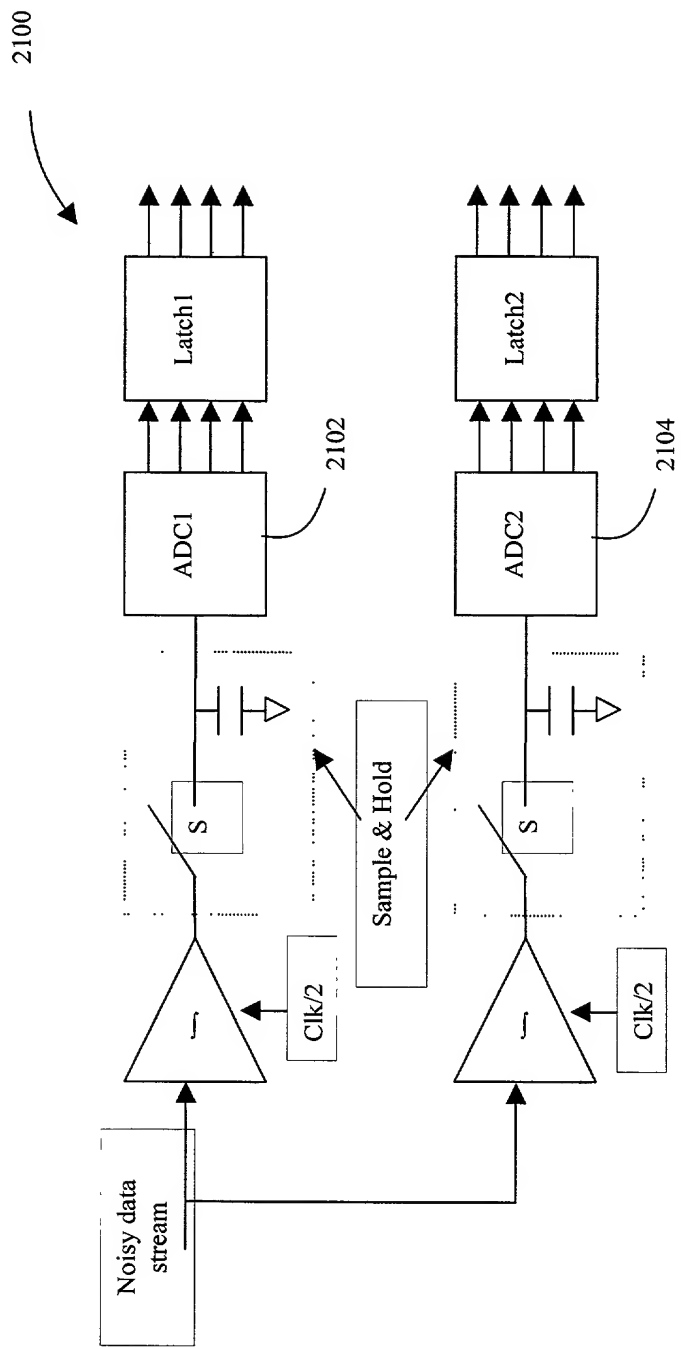 2100
Noisy data
stream
∫
Clk/2
S
ADC1
2102
Latch1
Sample & Hold
∫
Clk/2
S
ADC2
2104
Latch2